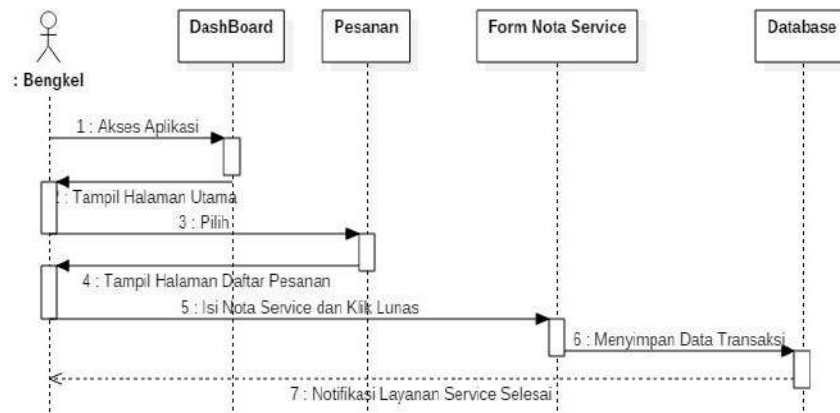 DashBoard
Pesanan
Form Nota Service
Database
: Bengkel
1 : Akses Aplikasi
2 : Tampil Halaman Utama
3 : Pilih
4 : Tampil Halaman Daftar Pesanan
5 : Isi Nota Service dan Klik Lunas
6 : Menyimpan Data Transaksi
7 : Notifikasi Layanan Service Selesai